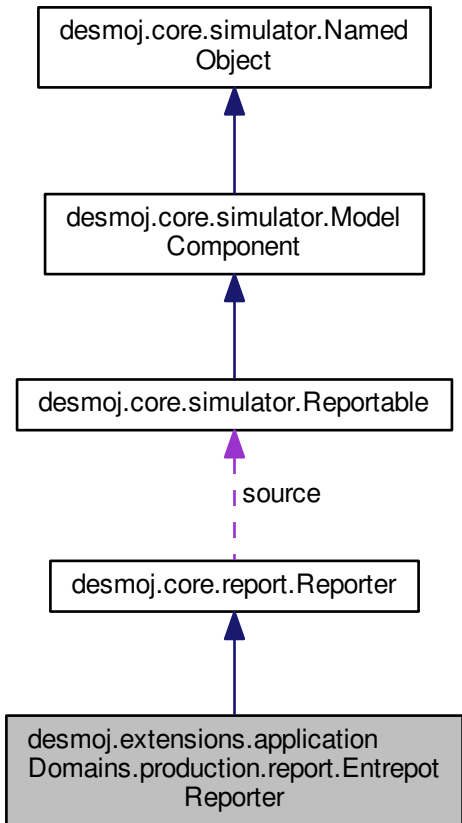 desmoj.core.simulator.Named
Object
desmoj.core.simulator.Model
Component
desmoj.core.simulator.Reportable
source
desmoj.core.report.Reporter
desmoj.extensions.application
Domains.production.report.Entrepot
Reporter